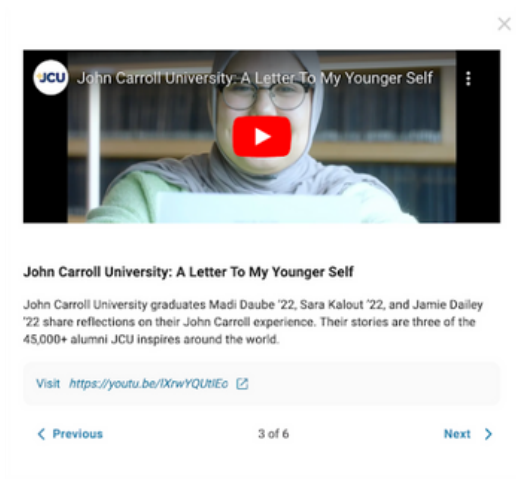 JCU John Carroll University: A Letter To My Younger Self
John Carroll University: A Letter To My Younger Self
John Carroll University graduates Madi Daube '22, Sara Kalout '22, and Jamie Dailey
'22 share reflections on their John Carroll experience. Their stories are three of the
45,000+ alumni JCU inspires around the world.
Visit https://youtu.be/lXrwYQUtlEc
Previous 3 of 6 Next